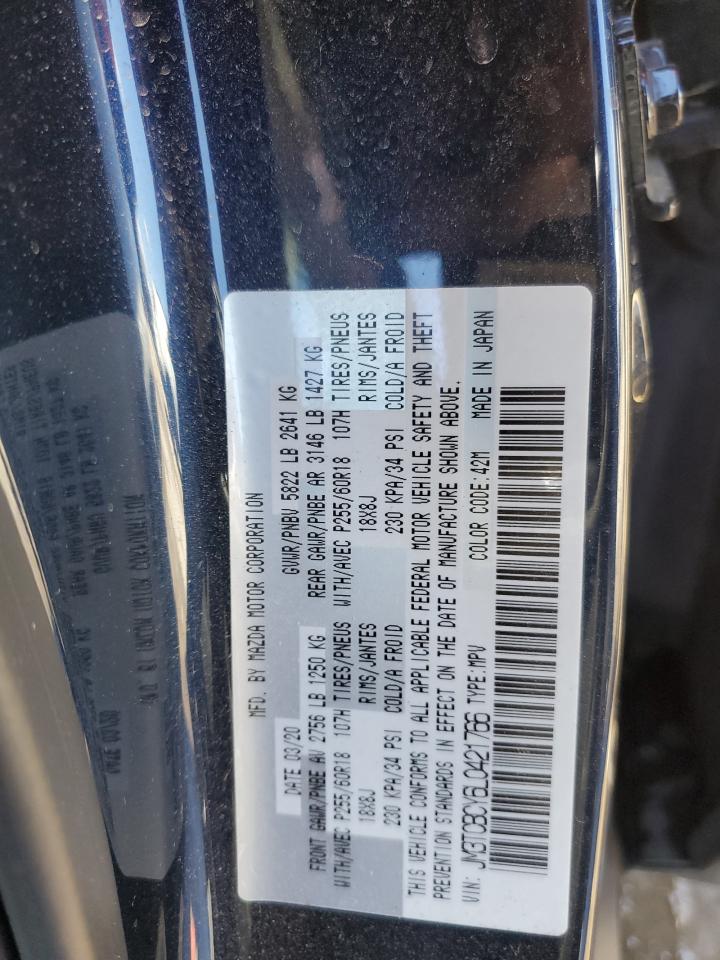 MFD. BY MAZDA MOTOR CORPORATION
DATE 03/20 GVWR/PNBV 5822 LB 2641 KG
FRONT GAWR/PNBE AV 2756 LB 1250 KG REAR GAWR/PNBE AR 3146 LB 1427 KG
WITH/AVEC P255/60R18 107H TIRES/PNEUS WITH/AVEC P255/60R18 107H TIRES/PNEUS
18X8J RIMS/JANTES 18X8J RIMS/JANTES
230 KPA/34 PSI COLD/A FROID 230 KPA/34 PSI COLD/A FROID
THIS VEHICLE CONFORMS TO ALL APPLICABLE FEDERAL MOTOR VEHICLE SAFETY AND THEFT
PREVENTION STANDARDS IN EFFECT ON THE DATE OF MANUFACTURE SHOWN ABOVE.
VIN: JM3TCBCY6L0421766 TYPE:MPV COLOR CODE:42M MADE IN JAPAN